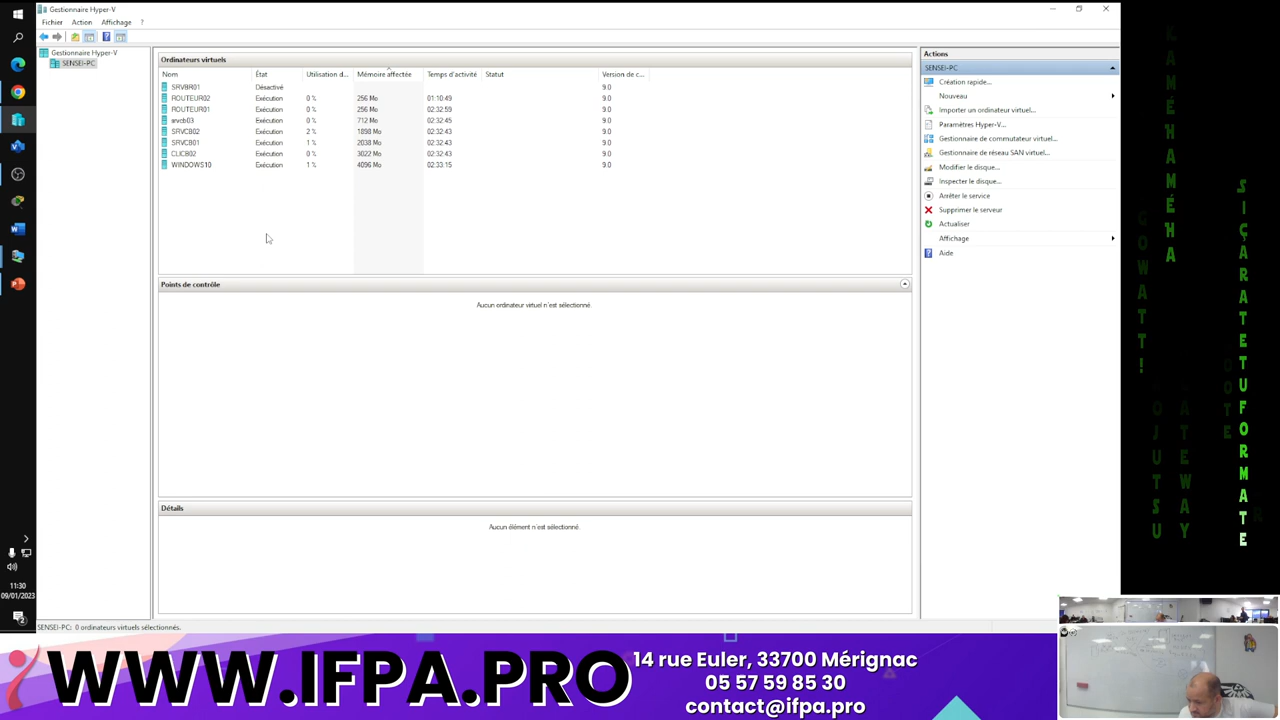 Gestionnaire Hyper-V
Fichier Action Affichage ?
Gestionnaire Hyper-V
SENSEI-PC
Ordinateurs virtuels
Nom État Utilisation d... Mémoire affectée Temps d'activité Statut Version de c...
SRVBR01 Désactivé 9.0
ROUTEUR02 Exécution 0 % 256 Mo 01:10:49 9.0
ROUTEUR01 Exécution 0 % 256 Mo 02:32:59 9.0
srvcb03 Exécution 0 % 712 Mo 02:32:45 9.0
SRVCB02 Exécution 2 % 1898 Mo 02:32:43 9.0
SRVCB01 Exécution 1 % 2038 Mo 02:32:43 9.0
CLICB02 Exécution 0 % 3022 Mo 02:32:43 9.0
WINDOWS10 Exécution 1 % 4096 Mo 02:33:15 9.0
Points de contrôle
Aucun ordinateur virtuel n'est sélectionné.
Détails
Aucun élément n'est sélectionné.
Actions
SENSEI-PC
Création rapide...
Nouveau
Importer un ordinateur virtuel...
Paramètres Hyper-V...
Gestionnaire de commutateur virtuel...
Gestionnaire de réseau SAN virtuel...
Modifier le disque...
Inspecter le disque...
Arrêter le service
Supprimer le serveur
Actualiser
Affichage
Aide
11:30
09/01/2023
2
SENSEI-PC: 0 ordinateurs virtuels sélectionnés.
KAMÉHA
GOWATT!
SIÇARATETUFORMATE
OJUTSU
ATEWAY
OOTE
WWW.IFPA.PRO
14 rue Euler, 33700 Mérignac
05 57 59 85 30
contact@ifpa.pro